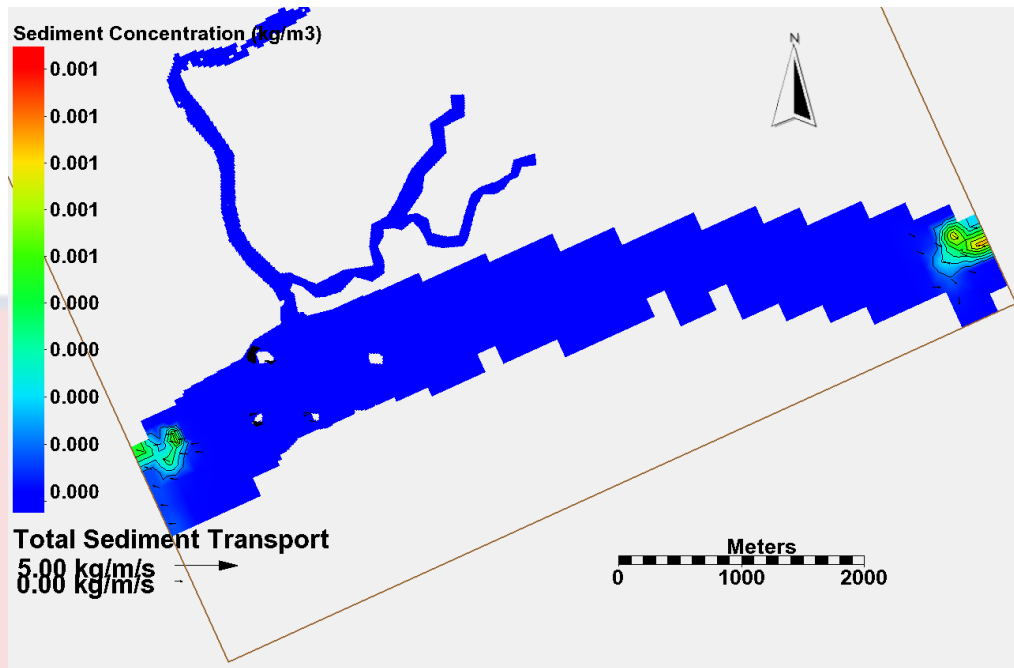 Sediment Concentration (kg/m3)
N
0.001
0.001
0.001
0.001
0.001
0.000
0.000
0.000
0.000
0.000
Total Sediment Transport
5.00 kg/m/s
0.00 kg/m/s
Meters
0 1000 2000